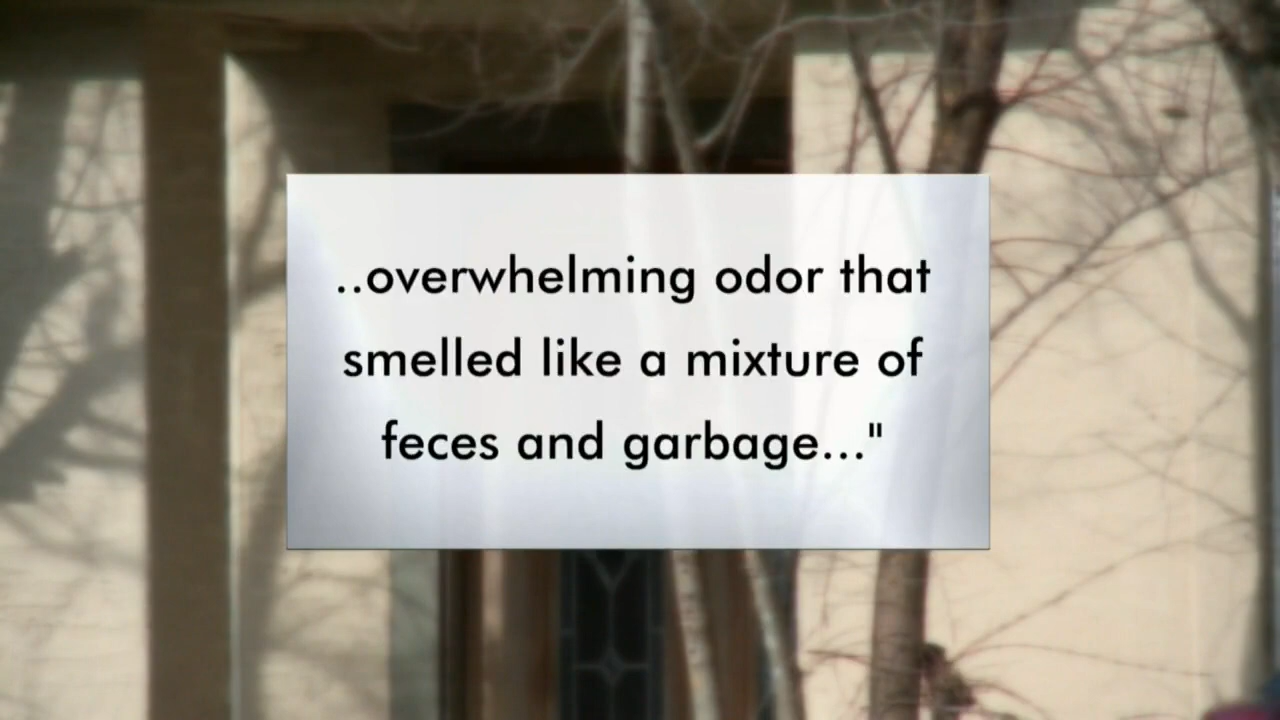 ..overwhelming odor that
smelled like a mixture of
feces and garbage..."